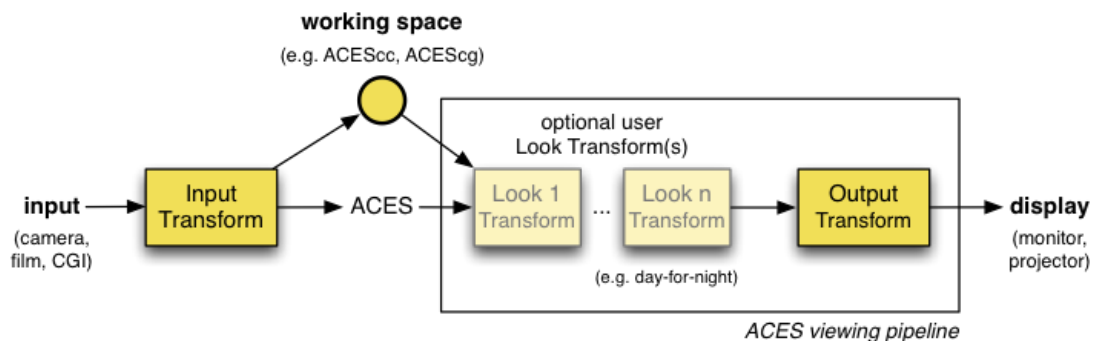 working space
(e.g. ACEScc, ACEScg)
optional user
Look Transform(s)
input
(camera,
film, CGI)
Input
Transform
ACES
Look 1
Transform
...
Look n
Transform
(e.g. day-for-night)
Output
Transform
display
(monitor,
projector)
ACES viewing pipeline